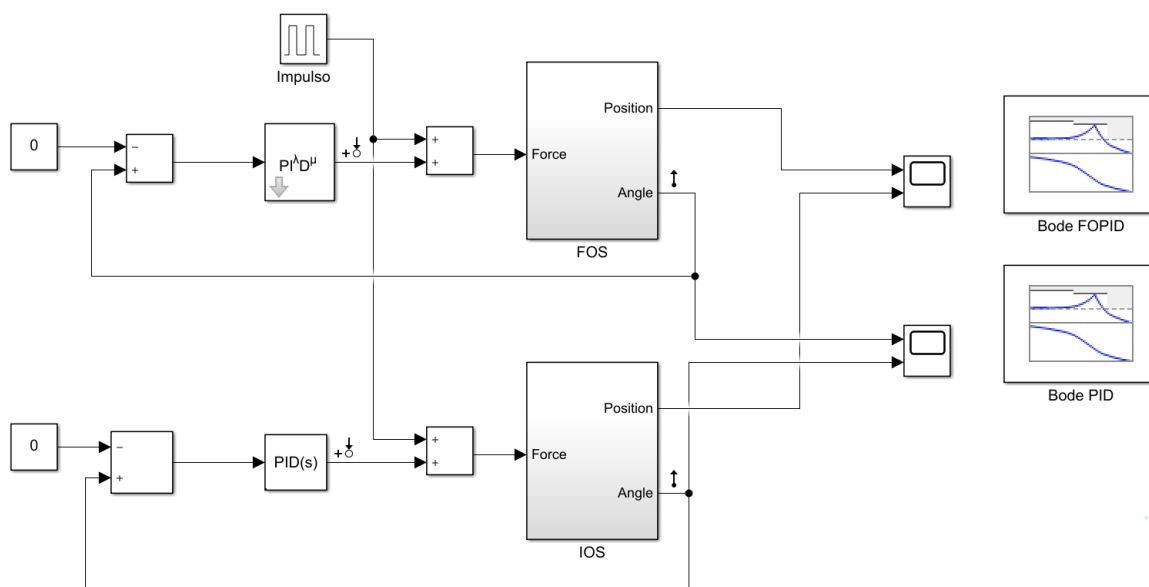 Impulso
0
−
+
PI^λD^μ
+
+
+
Force
Position
Angle
FOS
Bode FOPID
0
−
+
PID(s)
+
+
+
Force
Position
Angle
IOS
Bode PID